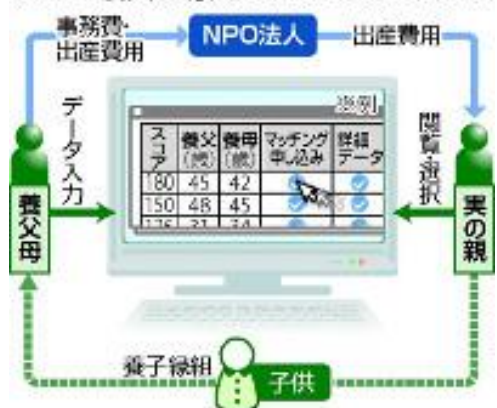 事務費・
出産費用
NPO法人
出産費用
データ入力
養父母
※例
スコア
養父(歳)
養母(歳)
マッチング申し込み
詳細データ
180 45 42
150 48 45
閲覧・選択
実の親
養子縁組
子供